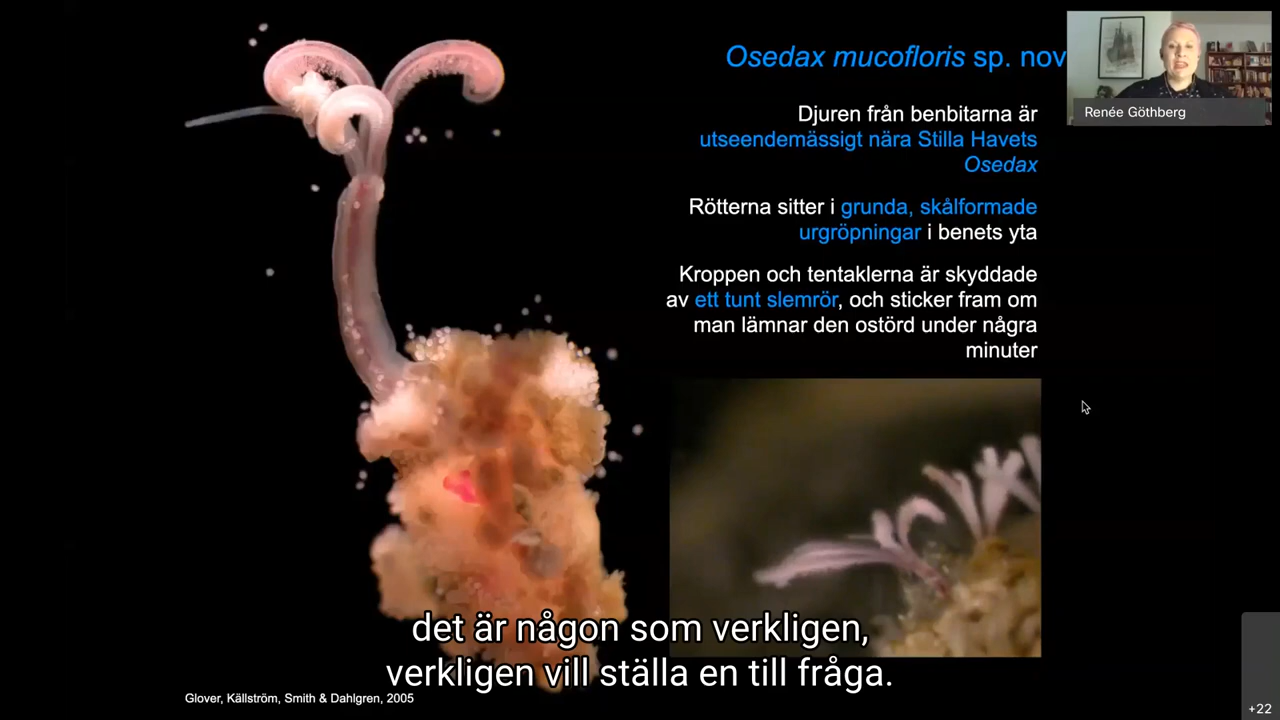 Osedax mucofloris sp. nov
Renée Göthberg
Djuren från benbitarna är
utseendemässigt nära Stilla Havets
Osedax
Rötterna sitter i grunda, skålformade
urgröpningar i benets yta
Kroppen och tentaklerna är skyddade
av ett tunt slemrör, och sticker fram om
man lämnar den ostörd under några
minuter
det är någon som verkligen,
verkligen vill ställa en till fråga.
Glover, Källström, Smith & Dahlgren, 2005
+22